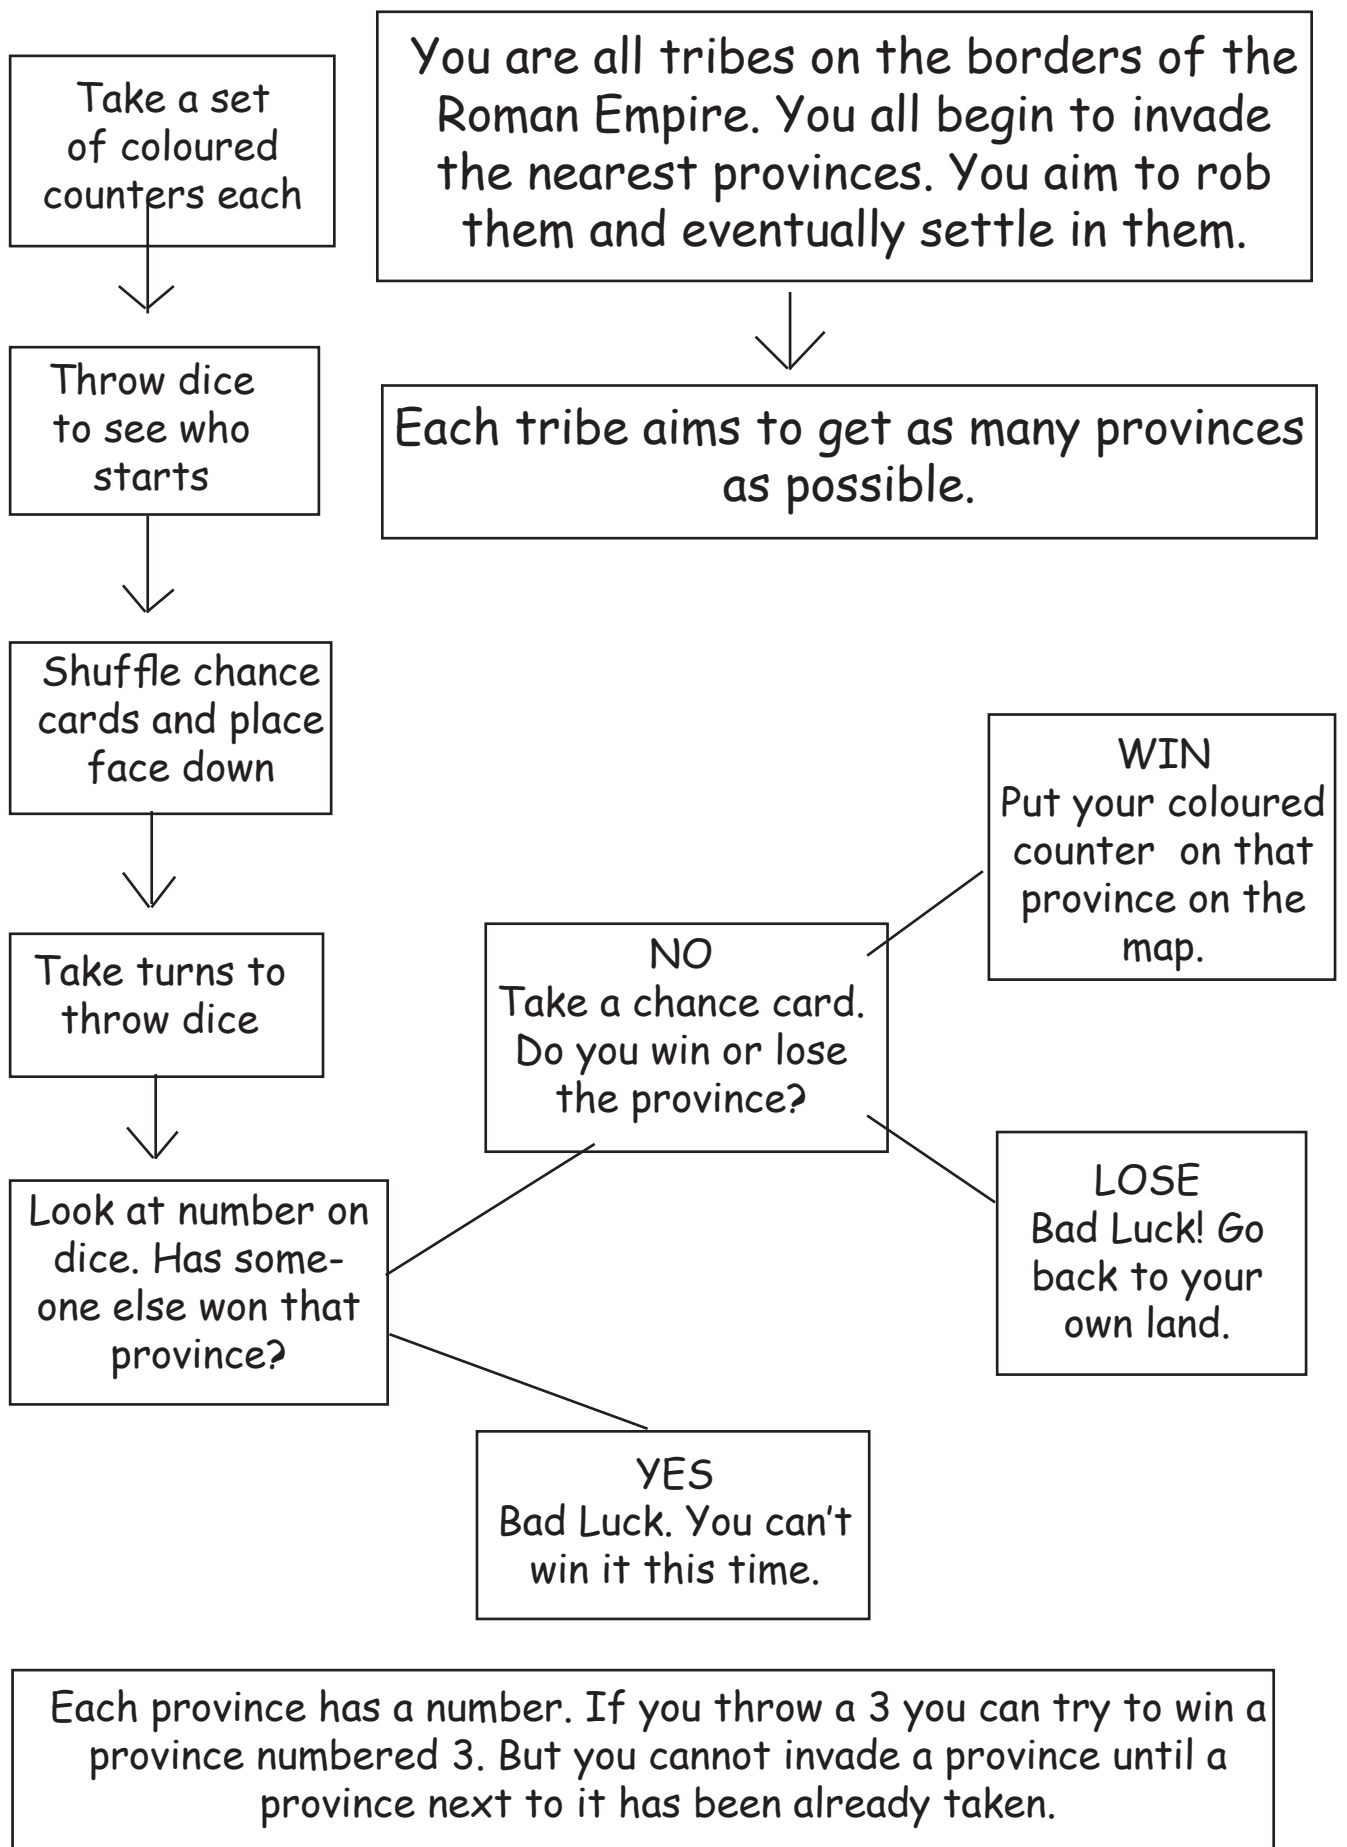 Take a set
of coloured
counters each
You are all tribes on the borders of the
Roman Empire. You all begin to invade
the nearest provinces. You aim to rob
them and eventually settle in them.
Throw dice
to see who
starts
Each tribe aims to get as many provinces
as possible.
Shuffle chance
cards and place
face down
Take turns to
throw dice
Look at number on
dice. Has some-
one else won that
province?
NO
Take a chance card.
Do you win or lose
the province?
WIN
Put your coloured
counter on that
province on the
map.
LOSE
Bad Luck! Go
back to your
own land.
YES
Bad Luck. You can't
win it this time.
Each province has a number. If you throw a 3 you can try to win a
province numbered 3. But you cannot invade a province until a
province next to it has been already taken.